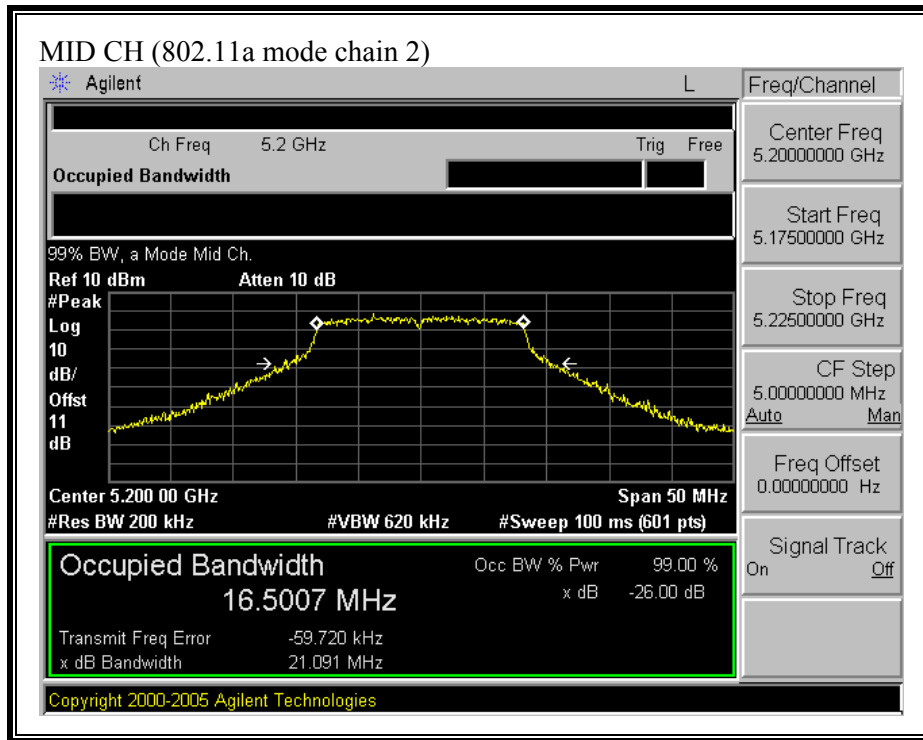 MID CH (802.11a mode chain 2)
Agilent L
Freq/Channel
Ch Freq 5.2 GHz Trig Free
Occupied Bandwidth
Center Freq
5.20000000 GHz
Start Freq
5.17500000 GHz
99% BW, a Mode Mid Ch.
Ref 10 dBm Atten 10 dB
#Peak
Log
10
dB/
Offst
11
dB
Stop Freq
5.22500000 GHz
CF Step
5.00000000 MHz
Auto Man
Center 5.200 00 GHz Span 50 MHz
#Res BW 200 kHz #VBW 620 kHz #Sweep 100 ms (601 pts)
Freq Offset
0.00000000 Hz
Occupied Bandwidth
16.5007 MHz
Occ BW % Pwr 99.00 %
x dB -26.00 dB
Transmit Freq Error -59.720 kHz
x dB Bandwidth 21.091 MHz
Signal Track
On Off
Copyright 2000-2005 Agilent Technologies